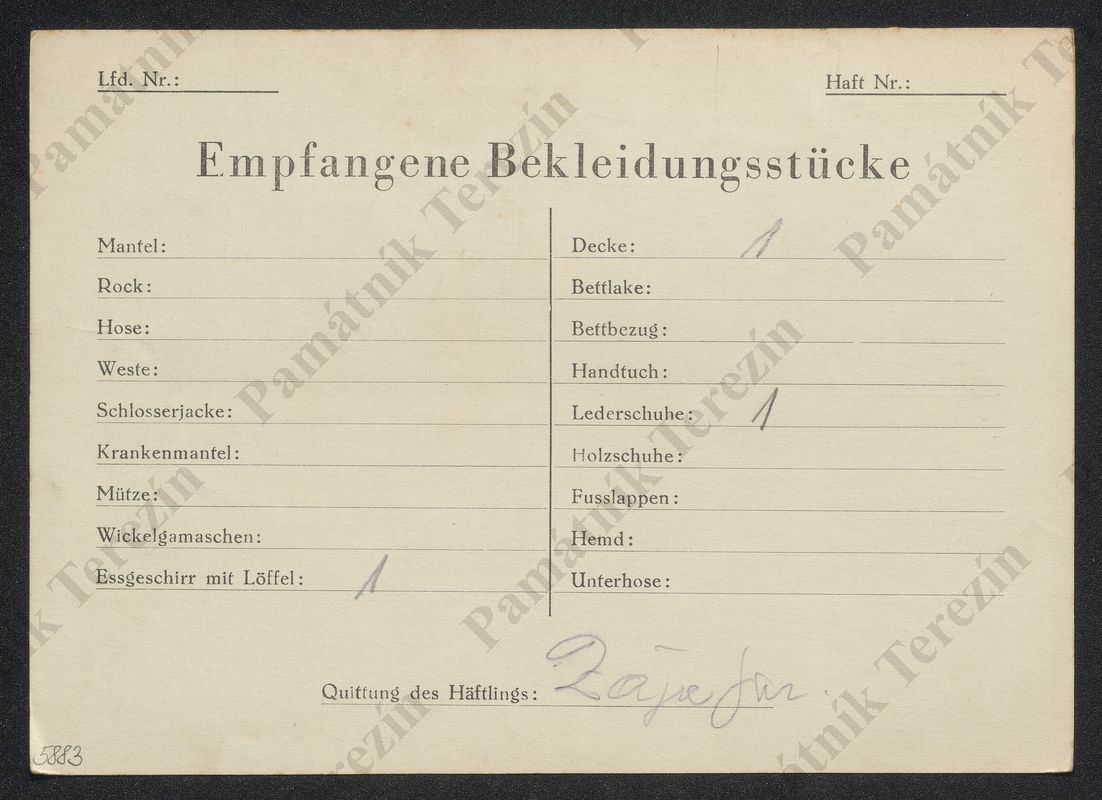 Lfd. Nr.:
Haft Nr.:
Empfangene Bekleidungsstücke
Mantel:
Rock:
Hose:
Weste:
Schlosserjacke:
Krankenmantel:
Mütze:
Wickelgamaschen:
Essgeschirr mit Löffel: 1
Decke: 1
Bettlake:
Bettbezug:
Handtuch:
Lederschuhe: 1
Holzschuhe:
Fusslappen:
Hemd:
Unterhose:
Quittung des Häftlings:
5883
Památník Terezín